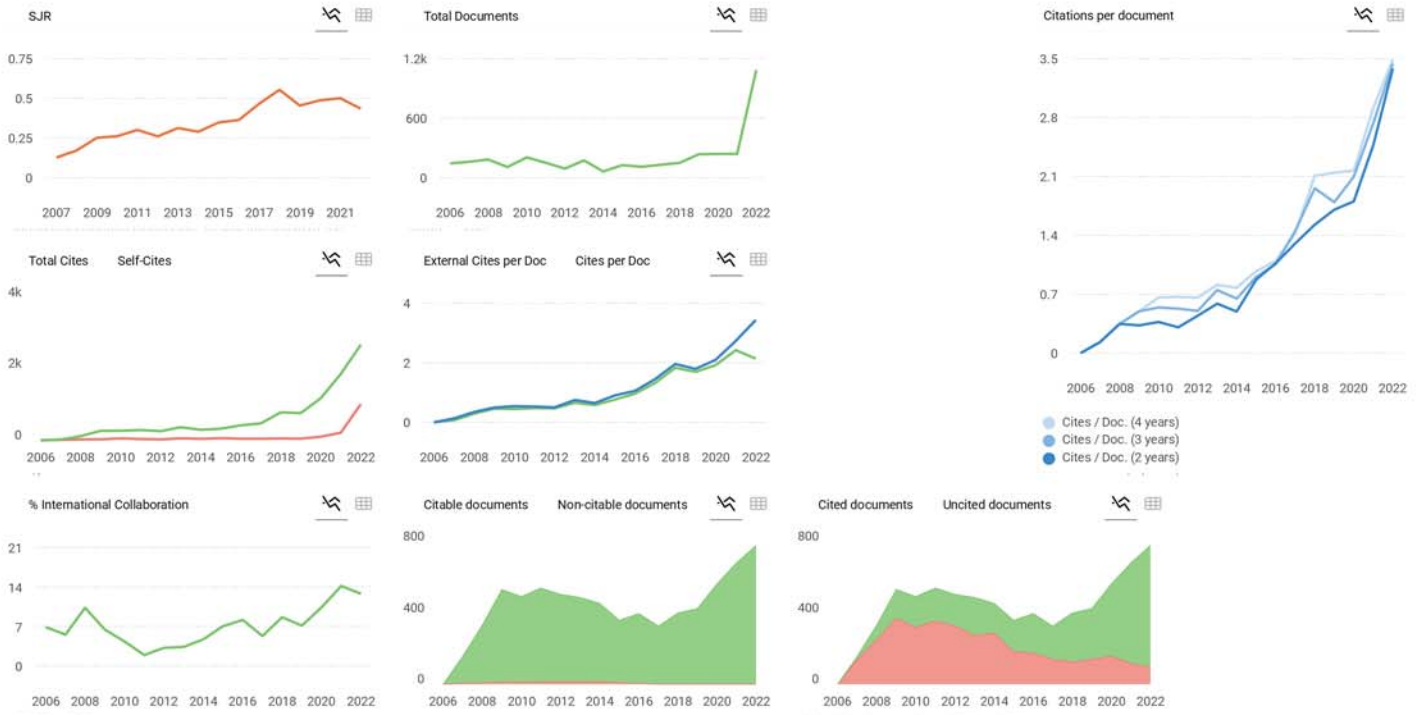 SJR
0.75
0.5
0.25
0
2007 2009 2011 2013 2015 2017 2019 2021
Total Documents
1.2k
600
0
2006 2008 2010 2012 2014 2016 2018 2020 2022
Citations per document
3.5
2.8
2.1
1.4
0.7
0
2006 2008 2010 2012 2014 2016 2018 2020 2022
Cites / Doc. (4 years)
Cites / Doc. (3 years)
Cites / Doc. (2 years)
Total Cites Self-Cites
4k
2k
0
2006 2008 2010 2012 2014 2016 2018 2020 2022
External Cites per Doc Cites per Doc
4
2
0
2006 2008 2010 2012 2014 2016 2018 2020 2022
% International Collaboration
21
14
7
0
2006 2008 2010 2012 2014 2016 2018 2020 2022
Citable documents Non-citable documents
800
400
0
2006 2008 2010 2012 2014 2016 2018 2020 2022
Cited documents Uncited documents
800
400
0
2006 2008 2010 2012 2014 2016 2018 2020 2022